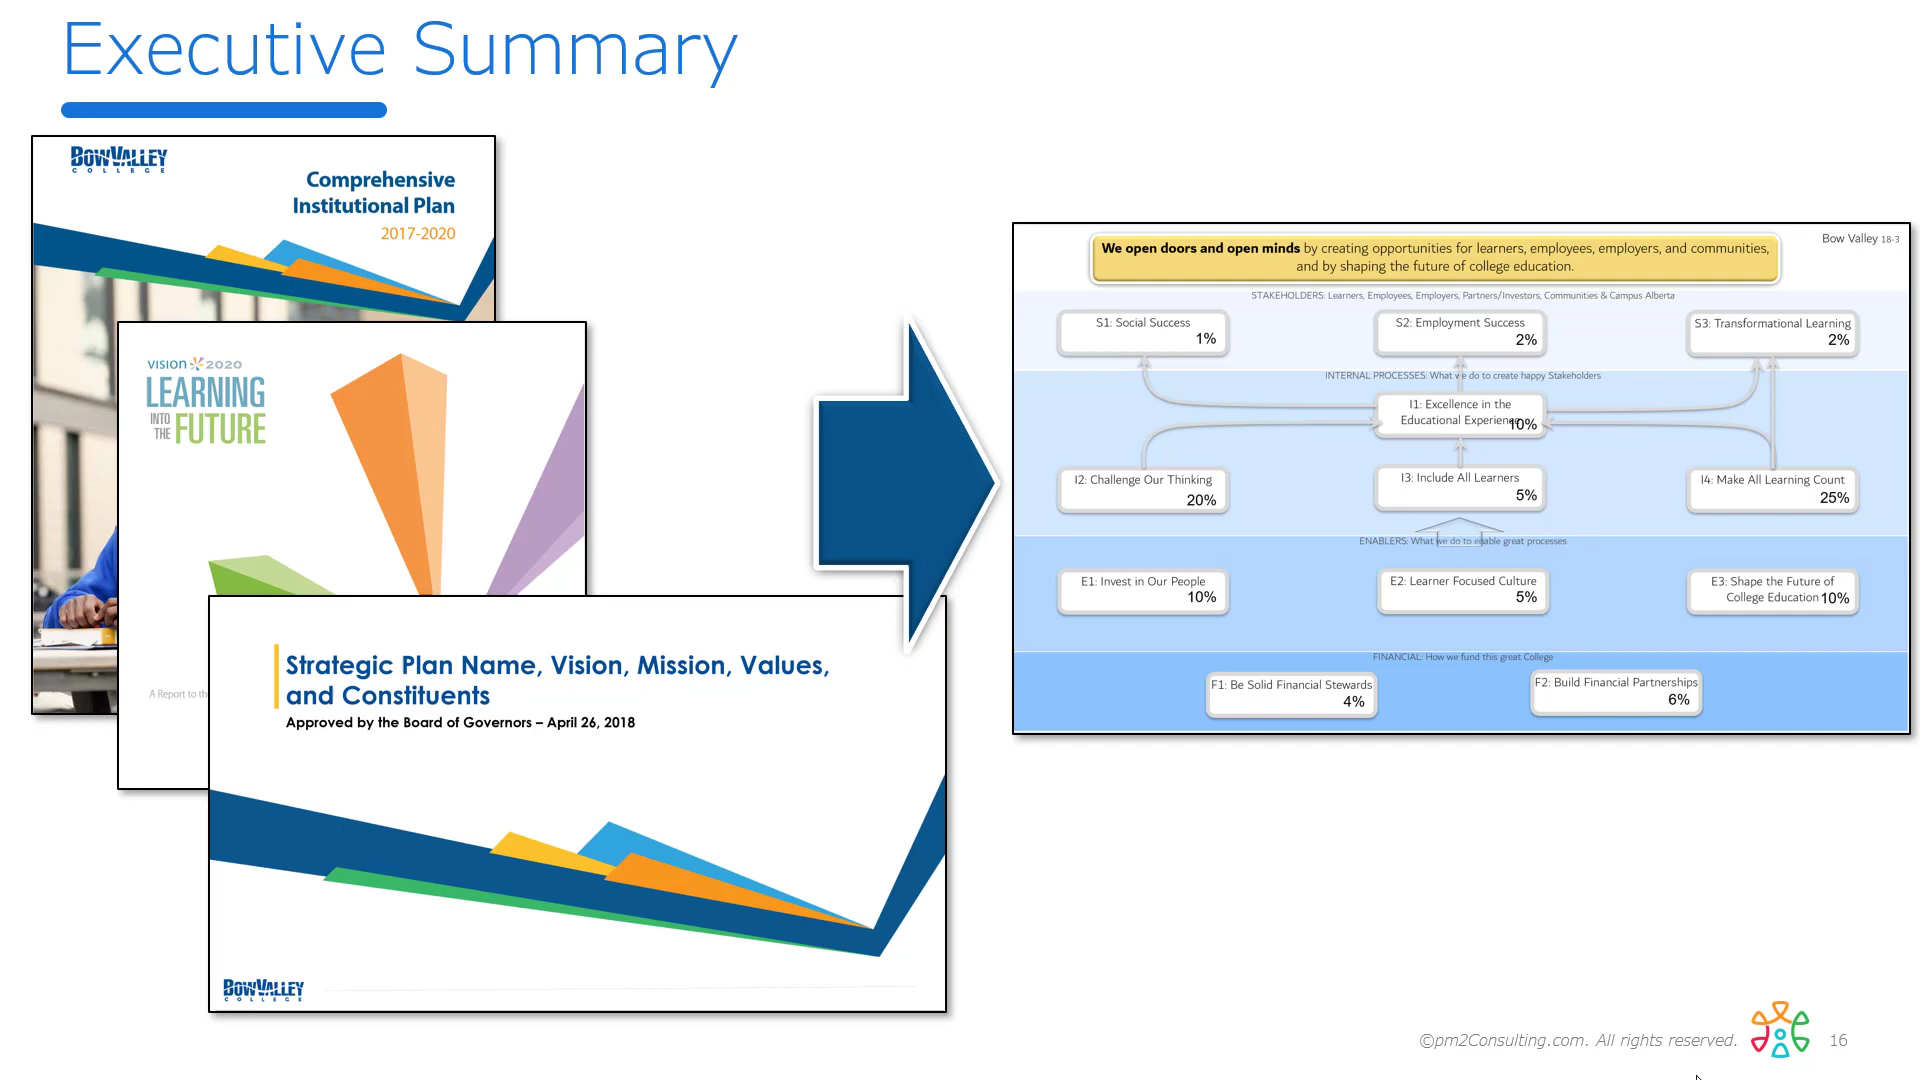 Executive Summary
BOW VALLEY
COLLEGE
Comprehensive
Institutional Plan
2017-2020
VISION 2020
LEARNING
INTO
THE FUTURE
A Report to th
Strategic Plan Name, Vision, Mission, Values,
and Constituents
Approved by the Board of Governors – April 26, 2018
BOW VALLEY
COLLEGE
Bow Valley 18-3
We open doors and open minds by creating opportunities for learners, employees, employers, and communities,
and by shaping the future of college education.
STAKEHOLDERS: Learners, Employees, Employers, Partners/Investors, Communities & Campus Alberta
S1: Social Success
1%
S2: Employment Success
2%
S3: Transformational Learning
2%
INTERNAL PROCESSES: What we do to create happy Stakeholders
I1: Excellence in the
Educational Experience
10%
I2: Challenge Our Thinking
20%
I3: Include All Learners
5%
I4: Make All Learning Count
25%
ENABLERS: What we do to enable great processes
E1: Invest in Our People
10%
E2: Learner Focused Culture
5%
E3: Shape the Future of
College Education 10%
FINANCIAL: How we fund this great College
F1: Be Solid Financial Stewards
4%
F2: Build Financial Partnerships
6%
©pm2Consulting.com. All rights reserved.
16